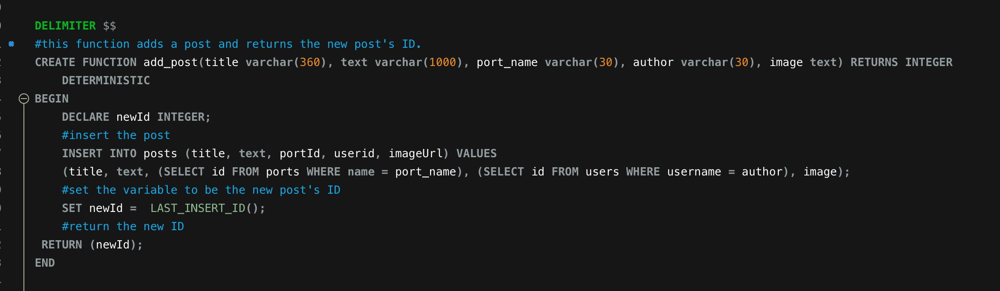 DELIMITER $$
#this function adds a post and returns the new post's ID.
CREATE FUNCTION add_post(title varchar(360), text varchar(1000), port_name varchar(30), author varchar(30), image text) RETURNS INTEGER
DETERMINISTIC
BEGIN
DECLARE newId INTEGER;
#insert the post
INSERT INTO posts (title, text, portId, userid, imageUrl) VALUES
(title, text, (SELECT id FROM ports WHERE name = port_name), (SELECT id FROM users WHERE username = author), image);
#set the variable to be the new post's ID
SET newId =  LAST_INSERT_ID();
#return the new ID
RETURN (newId);
END